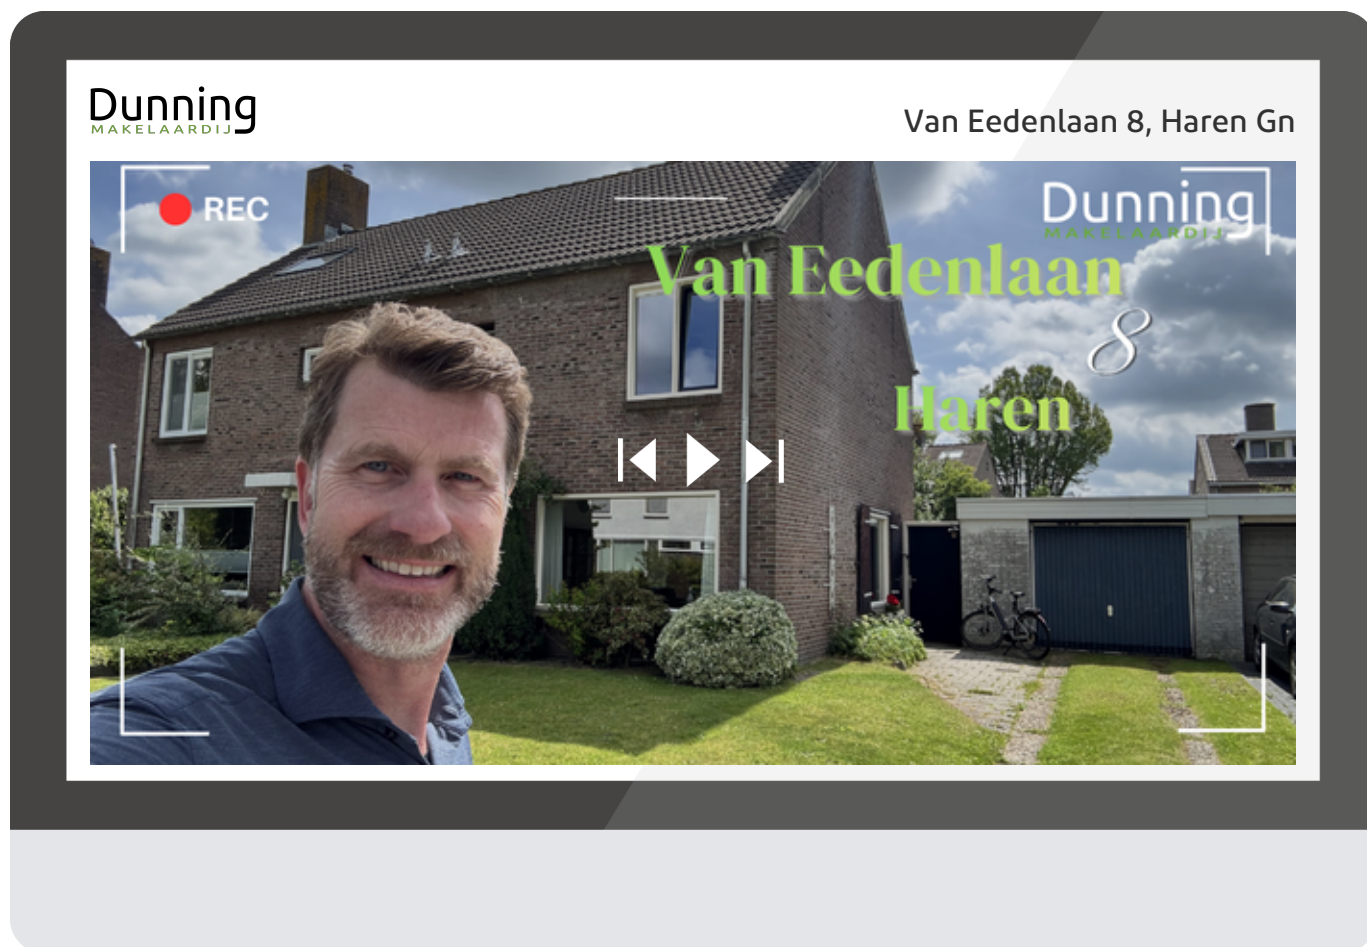 Dunning
MAKELAARDIJ
Van Eedenlaan 8, Haren Gn
REC
Dunning
MAKELAARDIJ
Van Eedenlaan
8
Haren